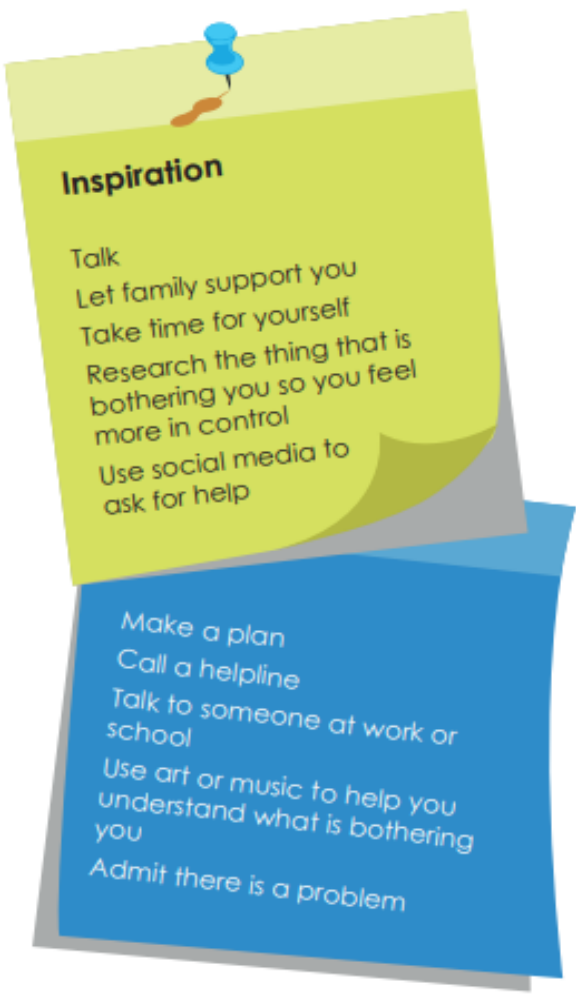 Inspiration
Talk
Let family support you
Take time for yourself
Research the thing that is
bothering you so you feel
more in control
Use social media to
ask for help
Make a plan
Call a helpline
Talk to someone at work or
school
Use art or music to help you
understand what is bothering
you
Admit there is a problem